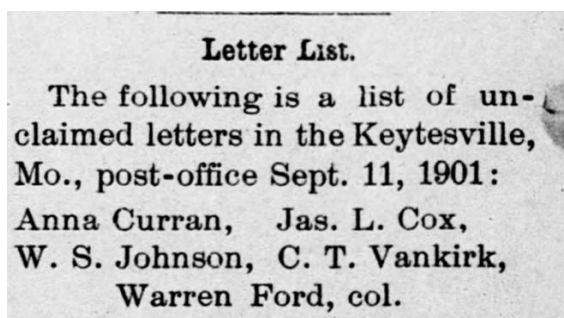 Letter List.
The following is a list of un-
claimed letters in the Keytesville,
Mo., post-office Sept. 11, 1901:
Anna Curran, Jas. L. Cox,
W. S. Johnson, C. T. Vankirk,
Warren Ford, col.